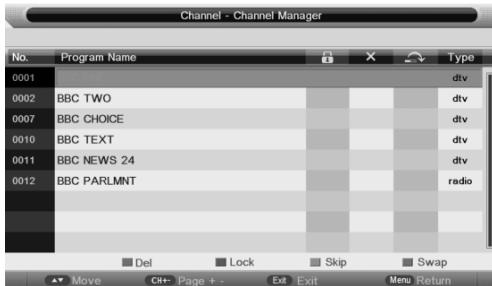 Channel - Channel Manager
No. Program Name Type
0001 dtv
0002 BBC TWO dtv
0007 BBC CHOICE dtv
0010 BBC TEXT dtv
0011 BBC NEWS 24 dtv
0012 BBC PARLMNT radio
Del Lock Skip Swap
Move CH+- Page + - Exit Exit Menu Return